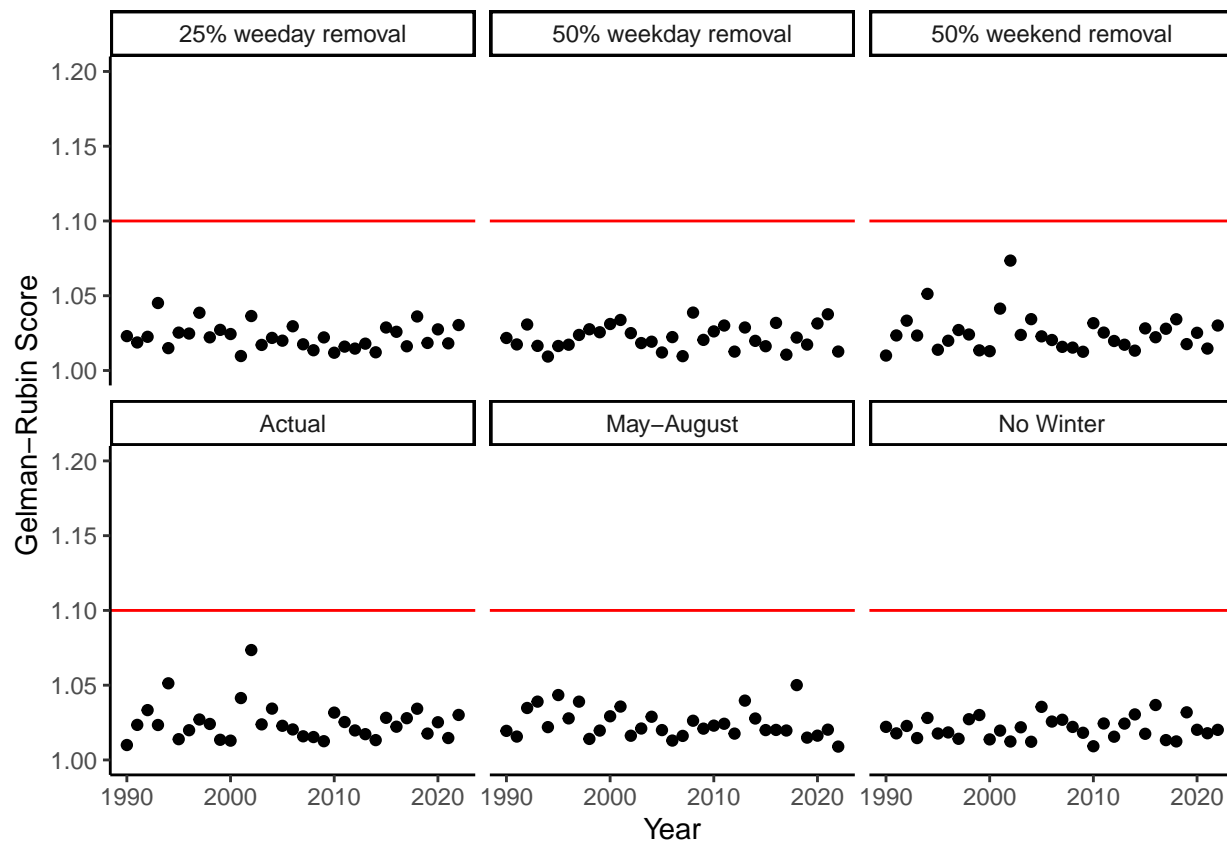 25% weeday removal
50% weekday removal
50% weekend removal
1.20
1.15
1.10
1.05
1.00
Actual
May−August
No Winter
1.20
1.15
1.10
1.05
1.00
1990 2000 2010 2020
1990 2000 2010 2020
1990 2000 2010 2020
Year
Gelman−Rubin Score